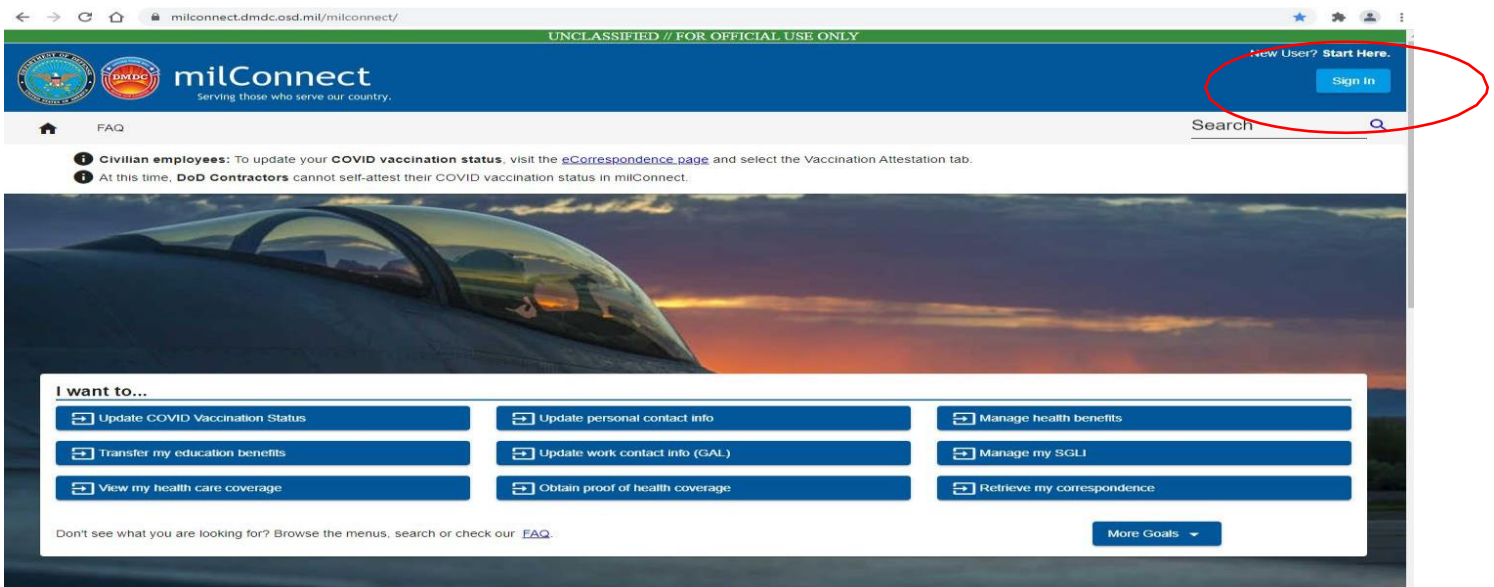 milconnect.dmdc.osd.mil/milconnect/
UNCLASSIFIED // FOR OFFICIAL USE ONLY
New User? Start Here.
DMDC
milConnect
Serving those who serve our country.
Sign In
FAQ
Search
Civilian employees: To update your COVID vaccination status, visit the eCorrespondence page and select the Vaccination Attestation tab.
At this time, DoD Contractors cannot self-attest their COVID vaccination status in milConnect.
I want to...
Update COVID Vaccination Status
Update personal contact info
Manage health benefits
Transfer my education benefits
Update work contact info (GAL)
Manage my SGLI
View my health care coverage
Obtain proof of health coverage
Retrieve my correspondence
Don't see what you are looking for? Browse the menus, search or check our FAQ.
More Goals